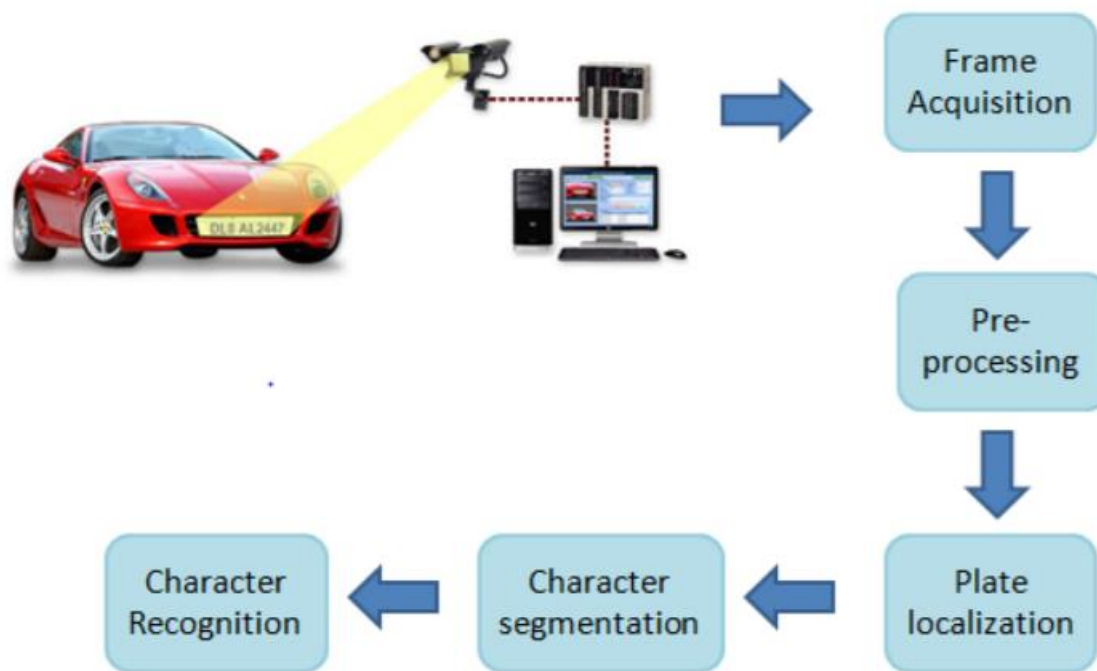 Frame
Acquisition
DL8 AL2447
Pre-
processing
Plate
localization
Character
segmentation
Character
Recognition